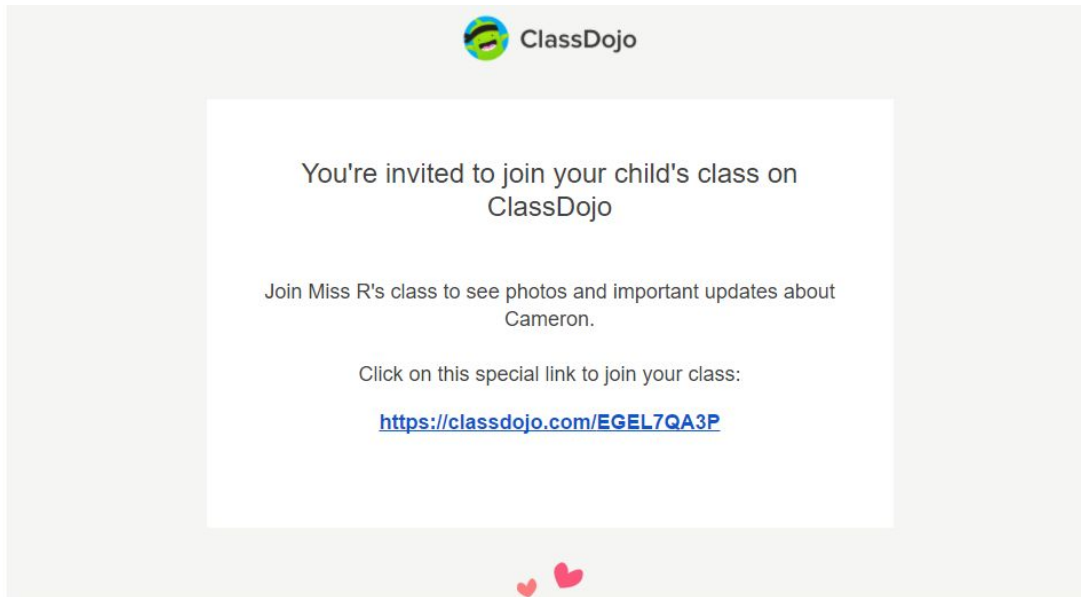 ClassDojo
You're invited to join your child's class on
ClassDojo
Join Miss R's class to see photos and important updates about
Cameron.
Click on this special link to join your class:
https://classdojo.com/EGEL7QA3P